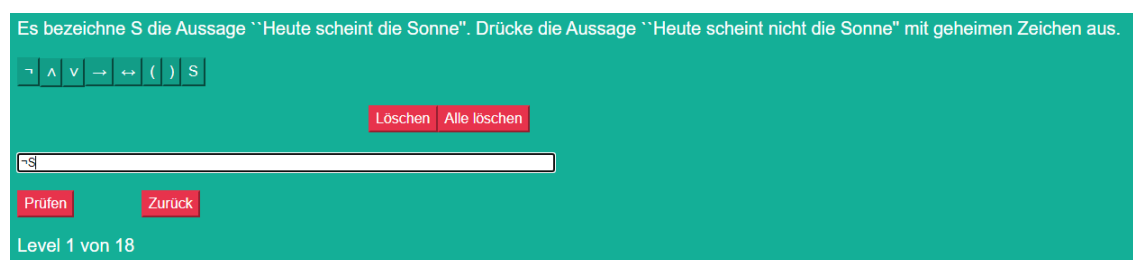 Es bezeichne S die Aussage ``Heute scheint die Sonne". Drücke die Aussage ``Heute scheint nicht die Sonne" mit geheimen Zeichen aus.
¬ ∧ ∨ → ↔ ( ) S
Löschen Alle löschen
¬S
Prüfen Zurück
Level 1 von 18